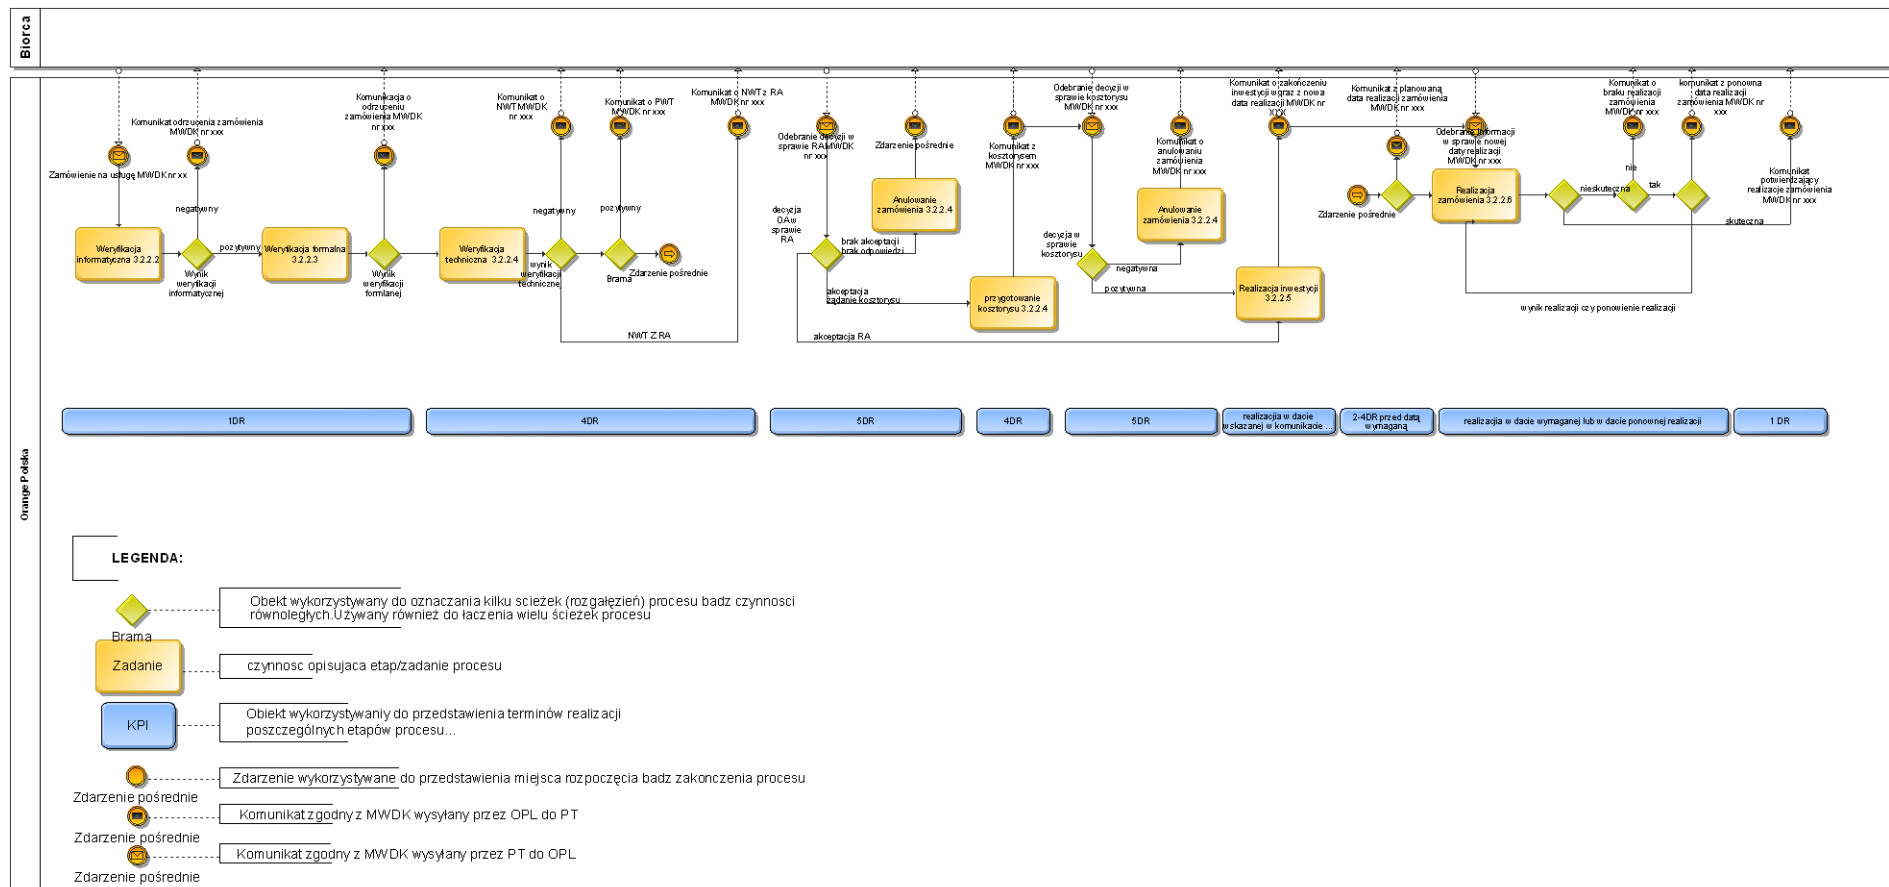 Biorca
Orange Polska
Zamówienie na usługę MWDK nr xx
Komunikat odrzucenia zamówienia
MWDK nr xxx
negatywny
Weryfikacja
informatyczna 3.2.2.2
pozytywny
Wynik
weryfikacji
informatycznej
Weryfikacja formalna
3.2.2.3
Komunikacja o
odrzuceniu
zamówienia MWDK
nr xxx
Wynik
weryfikacji
formlanej
Weryfikacja
techniczna 3.2.2.4
Komunikat o
NWT MWDK
nr xxx
negatywny
wynik
weryfikacji
technicznej
Komunikat o PWT
MWDK nr xxx
pozytywny
Brama
Zdarzenie pośrednie
Komunikat o NWT z RA
MWDK nr xxx
NWT Z RA
Odebranie decyzji w
sprawie RA MWDK
nr xxx
decyzja
OA w
sprawie
RA
brak akceptacji
brak odpowiedzi
akceptacja
żądanie kosztorysu
akceptacja RA
Zdarzenie pośrednie
Anulowanie
zamówienia 3.2.2.4
Komunikat z
kosztorysem
MWDK nr xxx
przygotowanie
kosztorysu 3.2.2.4
Odebranie decyzji w
sprawie kosztorysu
MWDK nr xxx
decyzja w
sprawie
kosztorysu
negatywna
pozytywna
Komunikat o
anulowaniu
zamówienia
MWDK nr xxx
Anulowanie
zamówienia 3.2.2.4
Komunikat o zakończeniu
inwestycji wgraz z nowa
data realizacji MWDK nr
XXX
Realizacja inwestycji
3.2.2.5
Zdarzenie pośrednie
Komunikat z planowaną
data realizacji zamówienia
MWDK nr xxx
Odebranie informacji
w sprawie nowej
daty realizacji
MWDK nr xxx
Realizacja
zamówienia 3.2.2.6
nieskuteczna
Komunikat o
braku realizacji
zamówienia
MWDK nr xxx
nie
tak
komunikat z ponowna
data realizacji
zamówienia MWDK nr
xxx
skuteczna
Komunikat
potwierdzający
realizacje zamówienia
MWDK nr xxx
wynik realizacji czy ponowienie realizacji
1DR
4DR
5DR
4DR
5DR
realizacjia w dacie
wskazanej w komunikacie ...
2-4DR przed datą
wymaganą
realizacjia w dacie wymaganej lub w dacie ponownej realizacji
1 DR
LEGENDA:
Obekt wykorzystywany do oznaczania kilku scieżek (rozgałęzień) procesu badz czynnosci
równoległych.Używany również do łaczenia wielu ścieżek procesu
Brama
Zadanie
czynnosc opisujaca etap/zadanie procesu
KPI
Obiekt wykorzystywaniy do przedstawienia terminów realizacji
poszczególnych etapów procesu...
Zdarzenie wykorzystywane do przedstawienia miejsca rozpoczęcia badz zakonczenia procesu
Zdarzenie pośrednie
Komunikat zgodny z MWDK wysyłany przez OPL do PT
Zdarzenie pośrednie
Komunikat zgodny z MWDK wysyłany przez PT do OPL
Zdarzenie pośrednie